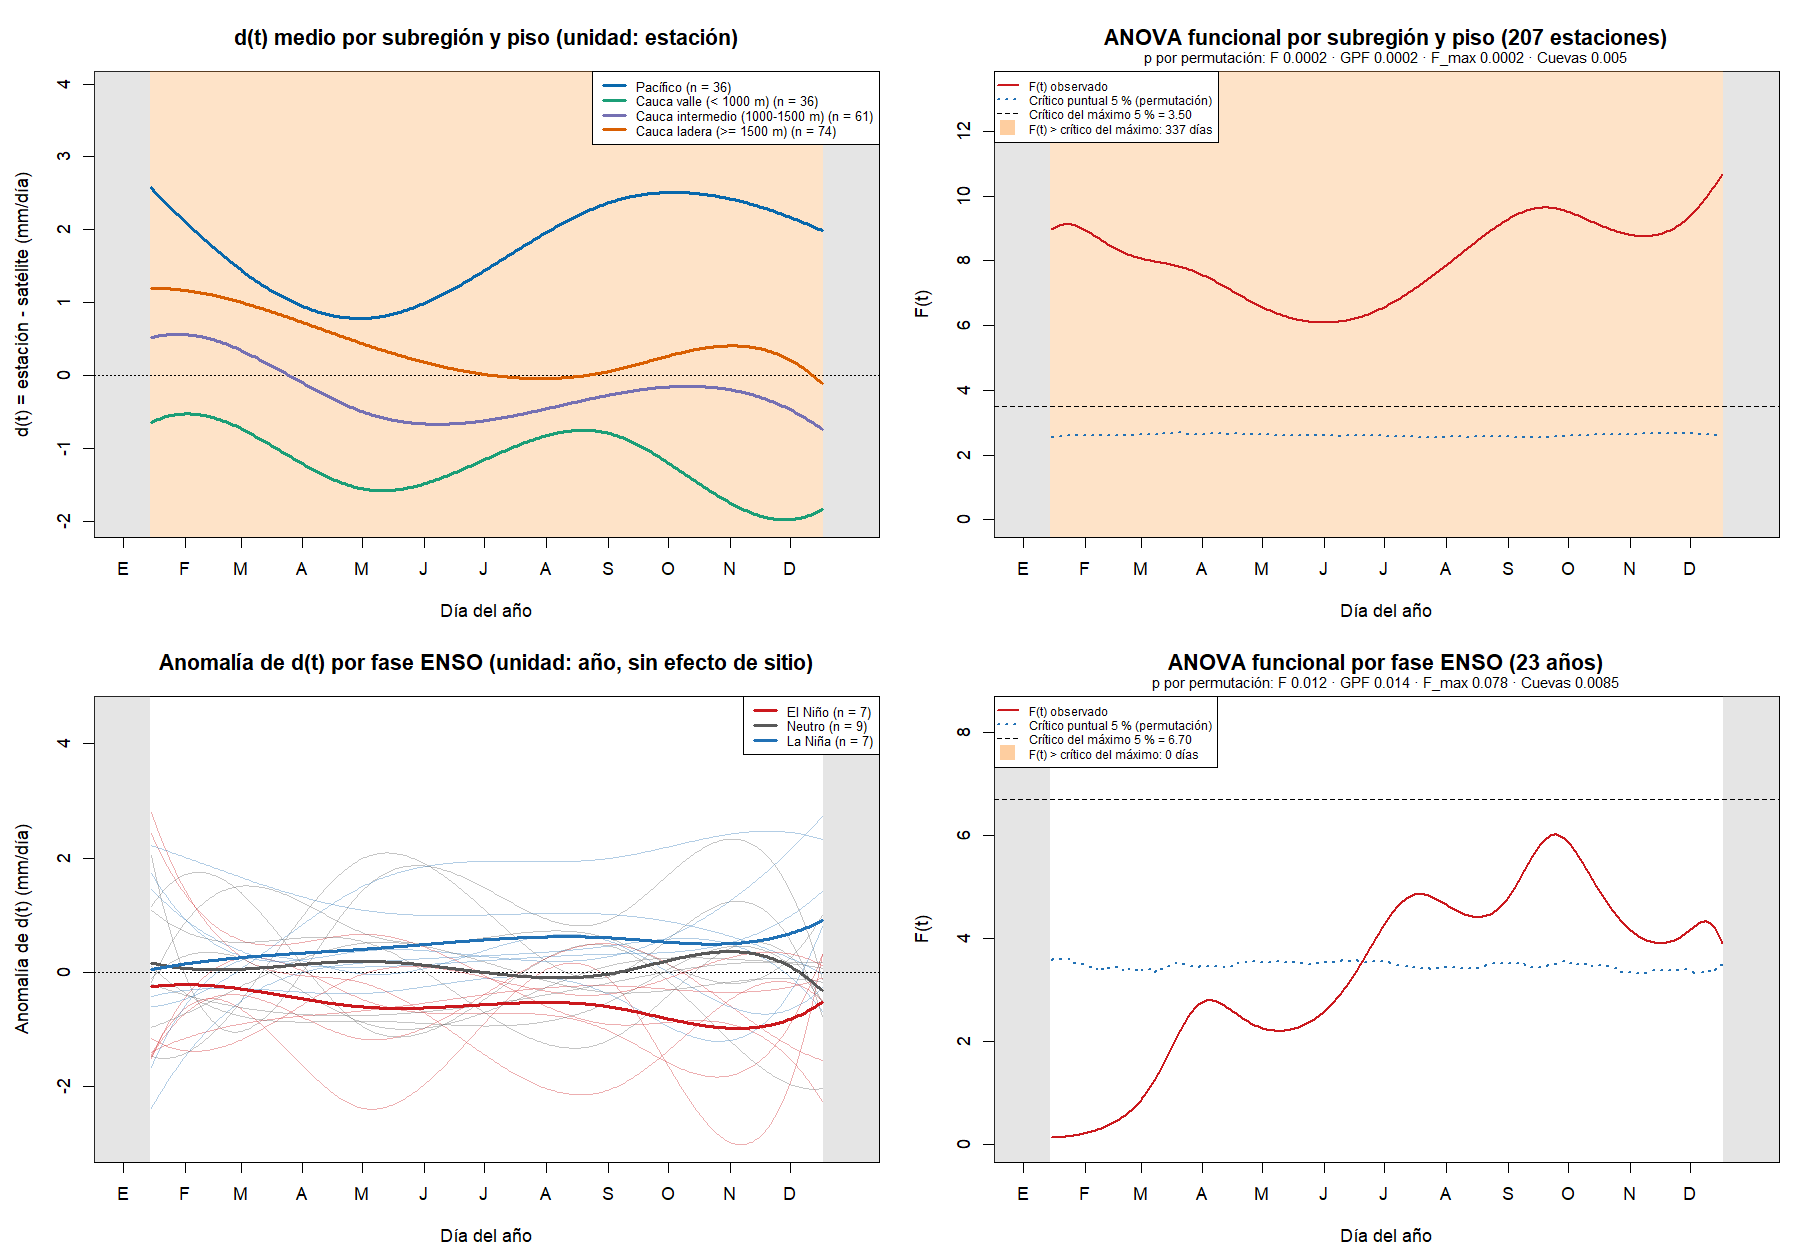 d(t) medio por subregión y piso (unidad: estación)
d(t) = estación - satélite (mm/día)
4
3
2
1
0
-1
-2
Pacífico (n = 36)
Cauca valle (< 1000 m) (n = 36)
Cauca intermedio (1000-1500 m) (n = 61)
Cauca ladera (>= 1500 m) (n = 74)
E F M A M J J A S O N D
Día del año
ANOVA funcional por subregión y piso (207 estaciones)
p por permutación: F 0.0002 · GPF 0.0002 · F_max 0.0002 · Cuevas 0.005
F(t)
12
10
8
6
4
2
0
F(t) observado
Crítico puntual 5 % (permutación)
Crítico del máximo 5 % = 3.50
F(t) > crítico del máximo: 337 días
E F M A M J J A S O N D
Día del año
Anomalía de d(t) por fase ENSO (unidad: año, sin efecto de sitio)
Anomalía de d(t) (mm/día)
4
2
0
-2
El Niño (n = 7)
Neutro (n = 9)
La Niña (n = 7)
E F M A M J J A S O N D
Día del año
ANOVA funcional por fase ENSO (23 años)
p por permutación: F 0.012 · GPF 0.014 · F_max 0.078 · Cuevas 0.0085
F(t)
8
6
4
2
0
F(t) observado
Crítico puntual 5 % (permutación)
Crítico del máximo 5 % = 6.70
F(t) > crítico del máximo: 0 días
E F M A M J J A S O N D
Día del año